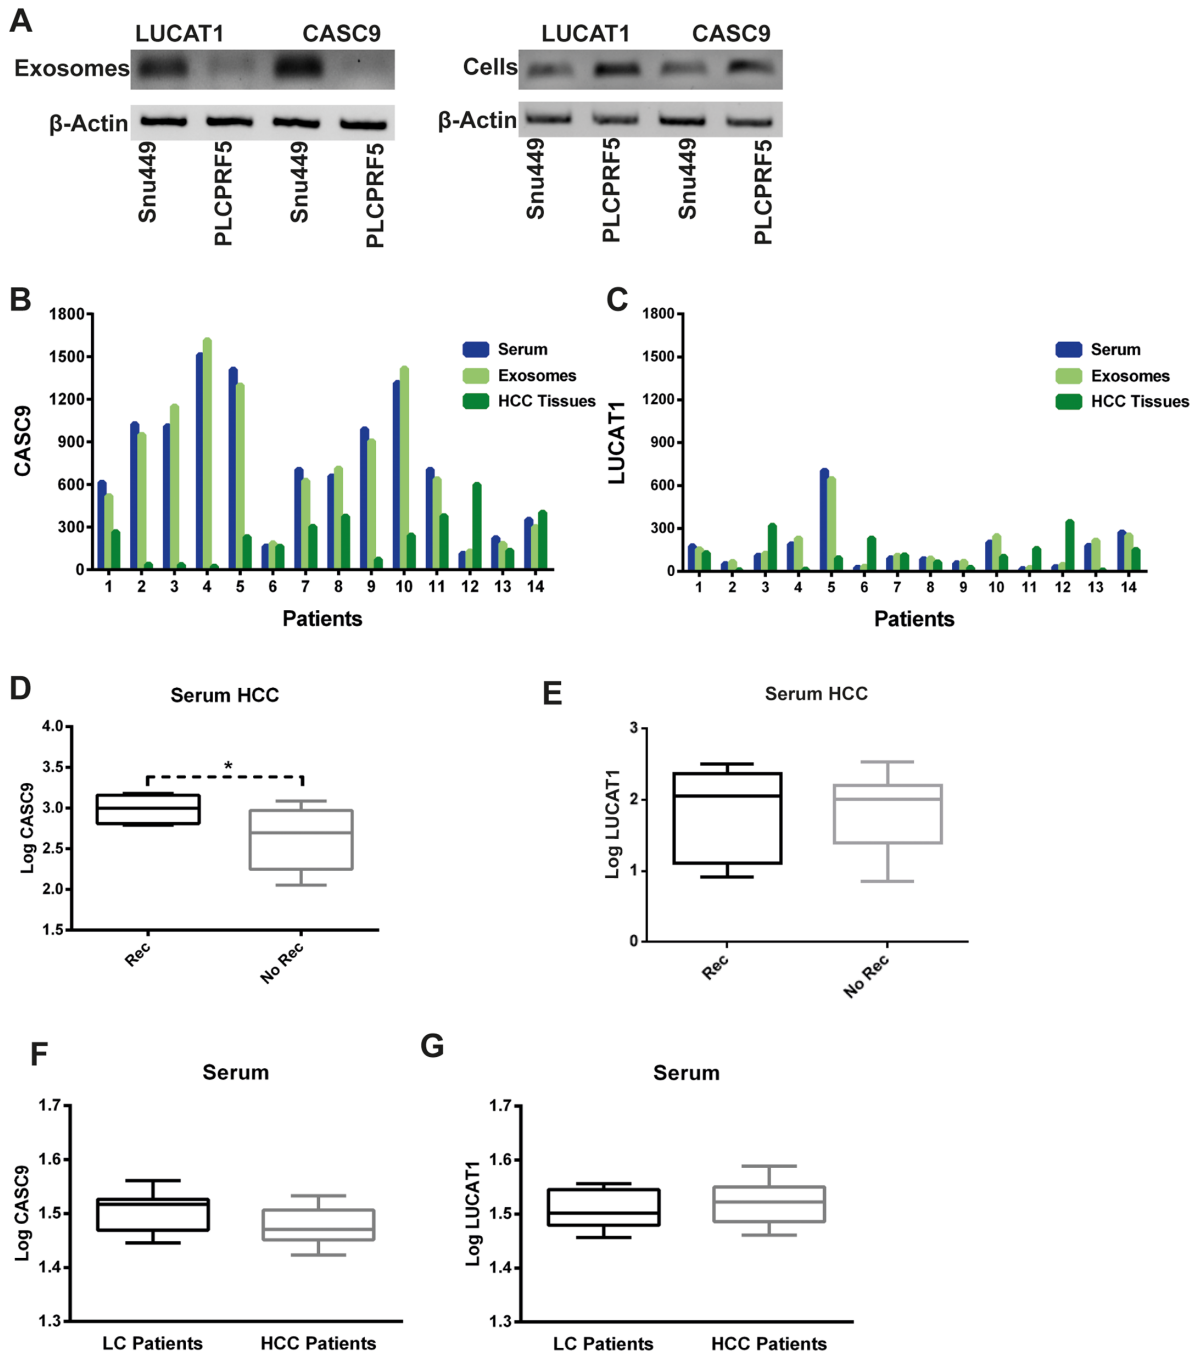 A
LUCAT1 CASC9
Exosomes
β-Actin
Snu449 PLCPRF5 Snu449 PLCPRF5
LUCAT1 CASC9
Cells
β-Actin
Snu449 PLCPRF5 Snu449 PLCPRF5
B
CASC9
1800
1500
1200
900
600
300
0
Serum
Exosomes
HCC Tissues
1 2 3 4 5 6 7 8 9 10 11 12 13 14
Patients
C
LUCAT1
1800
1500
1200
900
600
300
0
Serum
Exosomes
HCC Tissues
1 2 3 4 5 6 7 8 9 10 11 12 13 14
Patients
D
Serum HCC
Log CASC9
4.0
3.5
3.0
2.5
2.0
1.5
*
Rec No Rec
E
Serum HCC
Log LUCAT1
3
2
1
0
Rec No Rec
F
Serum
Log CASC9
1.7
1.6
1.5
1.4
1.3
LC Patients HCC Patients
G
Serum
Log LUCAT1
1.7
1.6
1.5
1.4
1.3
LC Patients HCC Patients